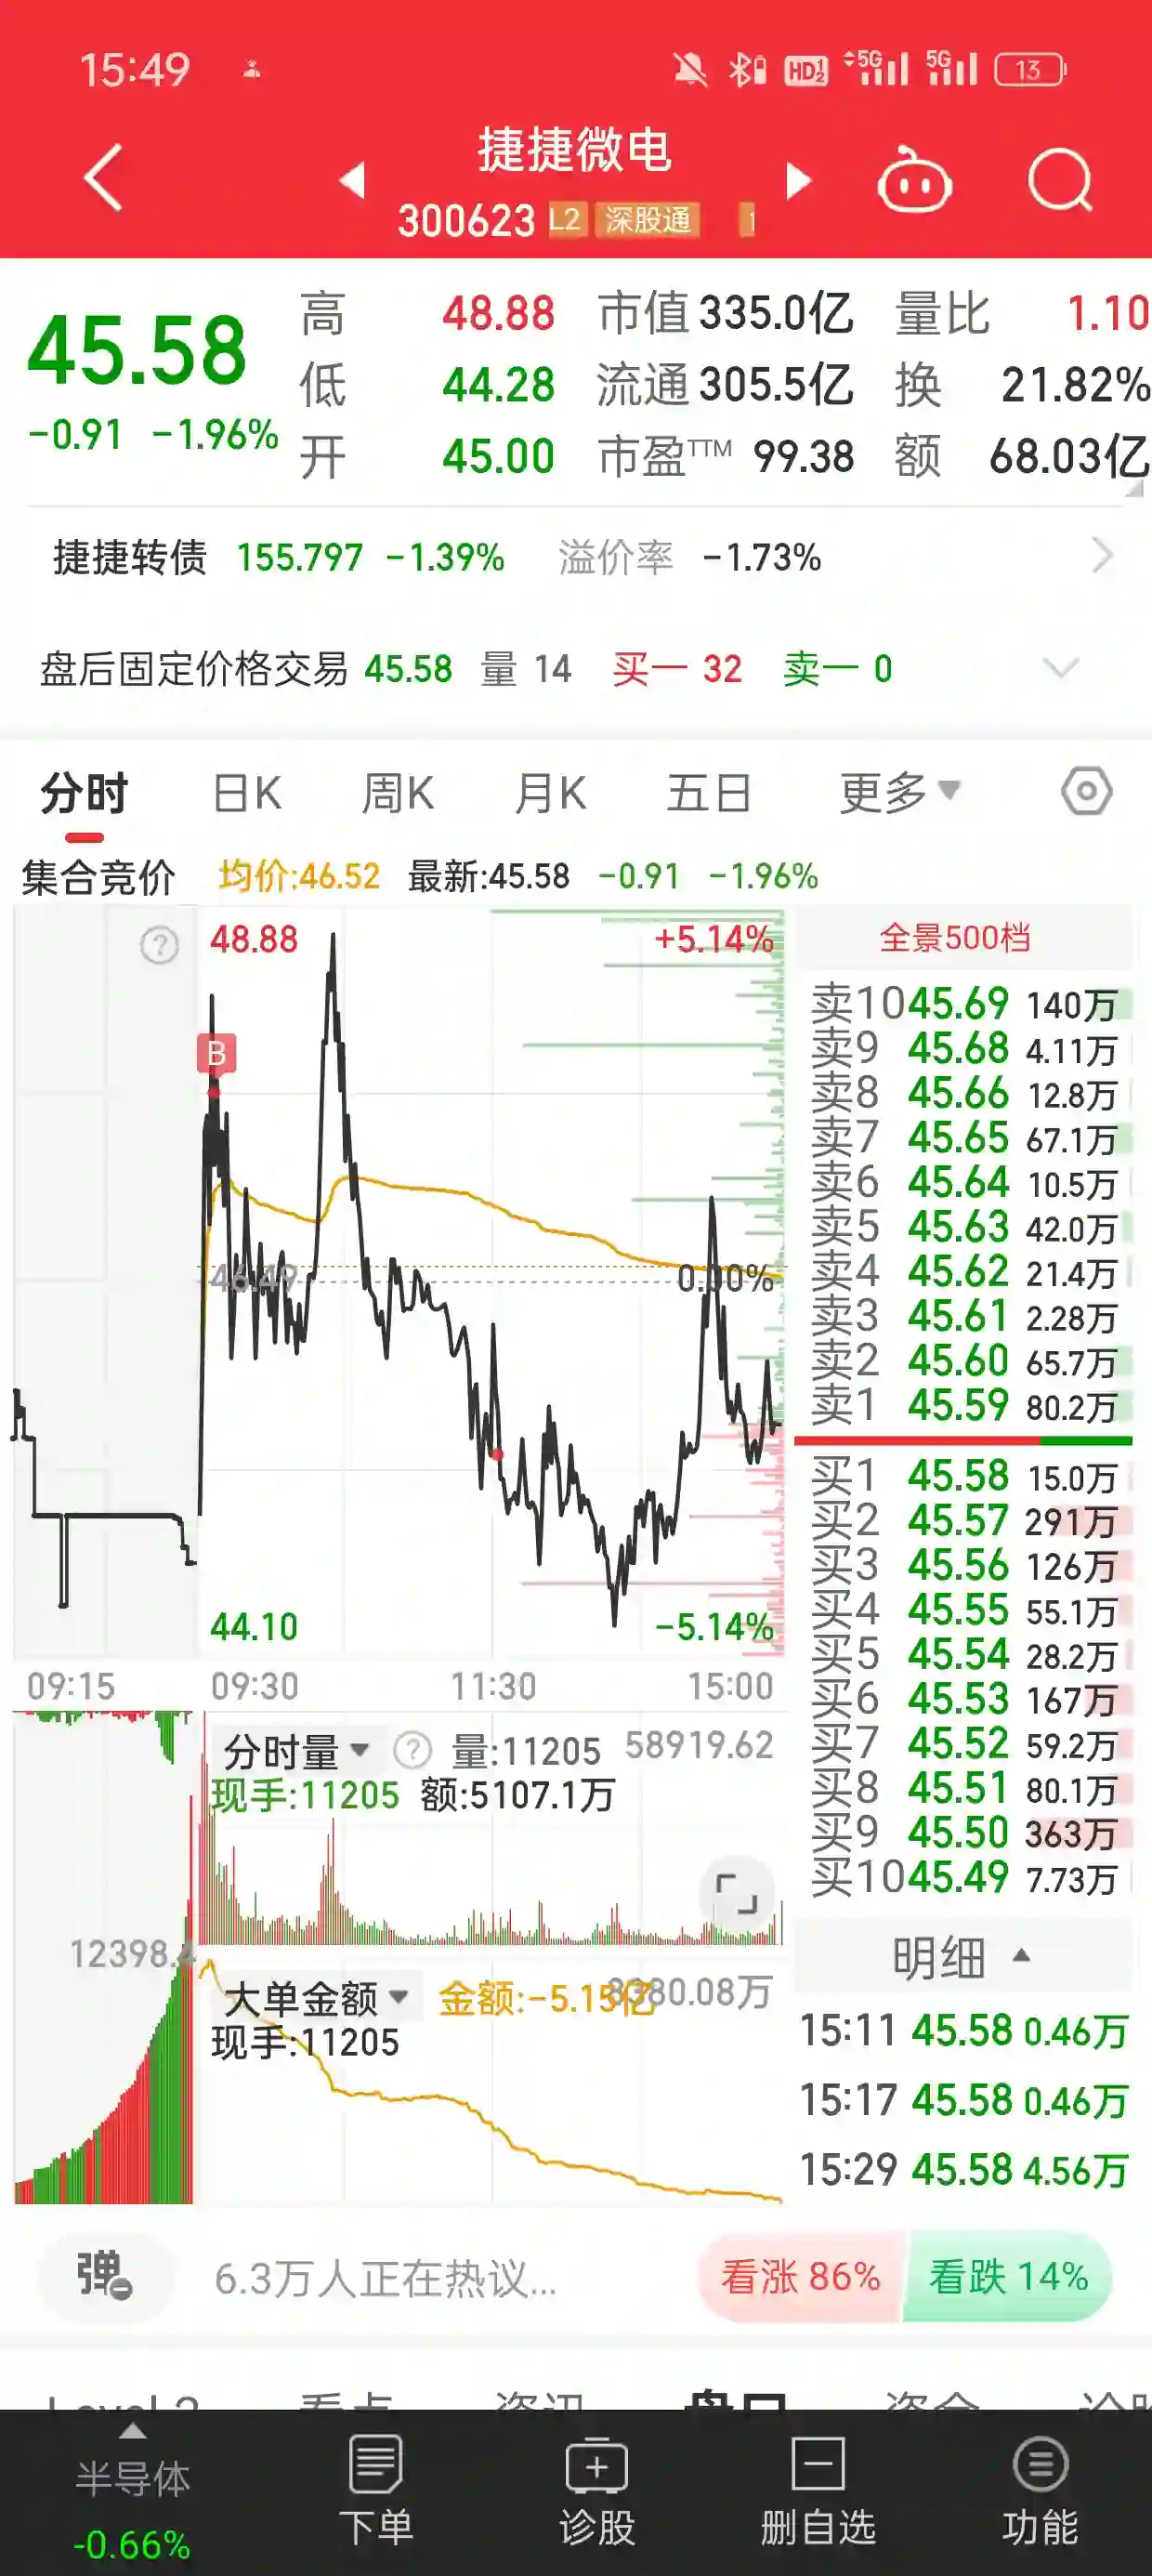 15:49 HD1 2 5G 5G 13
捷捷微电
300623 L2 深股通
45.58
-0.91 -1.96%
高 48.88 市值 335.0亿 量比 1.10
低 44.28 流通 305.5亿 换 21.82%
开 45.00 市盈TTM 99.38 额 68.03亿
捷捷转债 155.797 -1.39% 溢价率 -1.73%
盘后固定价格交易 45.58 量 14 买一 32 卖一 0
分时 日K 周K 月K 五日 更多
集合竞价 均价:46.52 最新:45.58 -0.91 -1.96%
? 48.88 +5.14%
B
46.49 0.00%
44.10 -5.14%
09:15 09:30 11:30 15:00
分时量 ? 量:11205 58919.62
现手:11205 额:5107.1万
12398.4
大单金额 金额:-5.15亿 8380.08万
现手:11205
全景500档
卖10 45.69 140万
卖9 45.68 4.11万
卖8 45.66 12.8万
卖7 45.65 67.1万
卖6 45.64 10.5万
卖5 45.63 42.0万
卖4 45.62 21.4万
卖3 45.61 2.28万
卖2 45.60 65.7万
卖1 45.59 80.2万
买1 45.58 15.0万
买2 45.57 291万
买3 45.56 126万
买4 45.55 55.1万
买5 45.54 28.2万
买6 45.53 167万
买7 45.52 59.2万
买8 45.51 80.1万
买9 45.50 363万
买10 45.49 7.73万
明细
15:11 45.58 0.46万
15:17 45.58 0.46万
15:29 45.58 4.56万
弹 6.3万人正在热议... 看涨 86% 看跌 14%
Level2 看点 资讯 盘口 资金 诊股
半导体 下单 诊股 删自选 功能
-0.66%